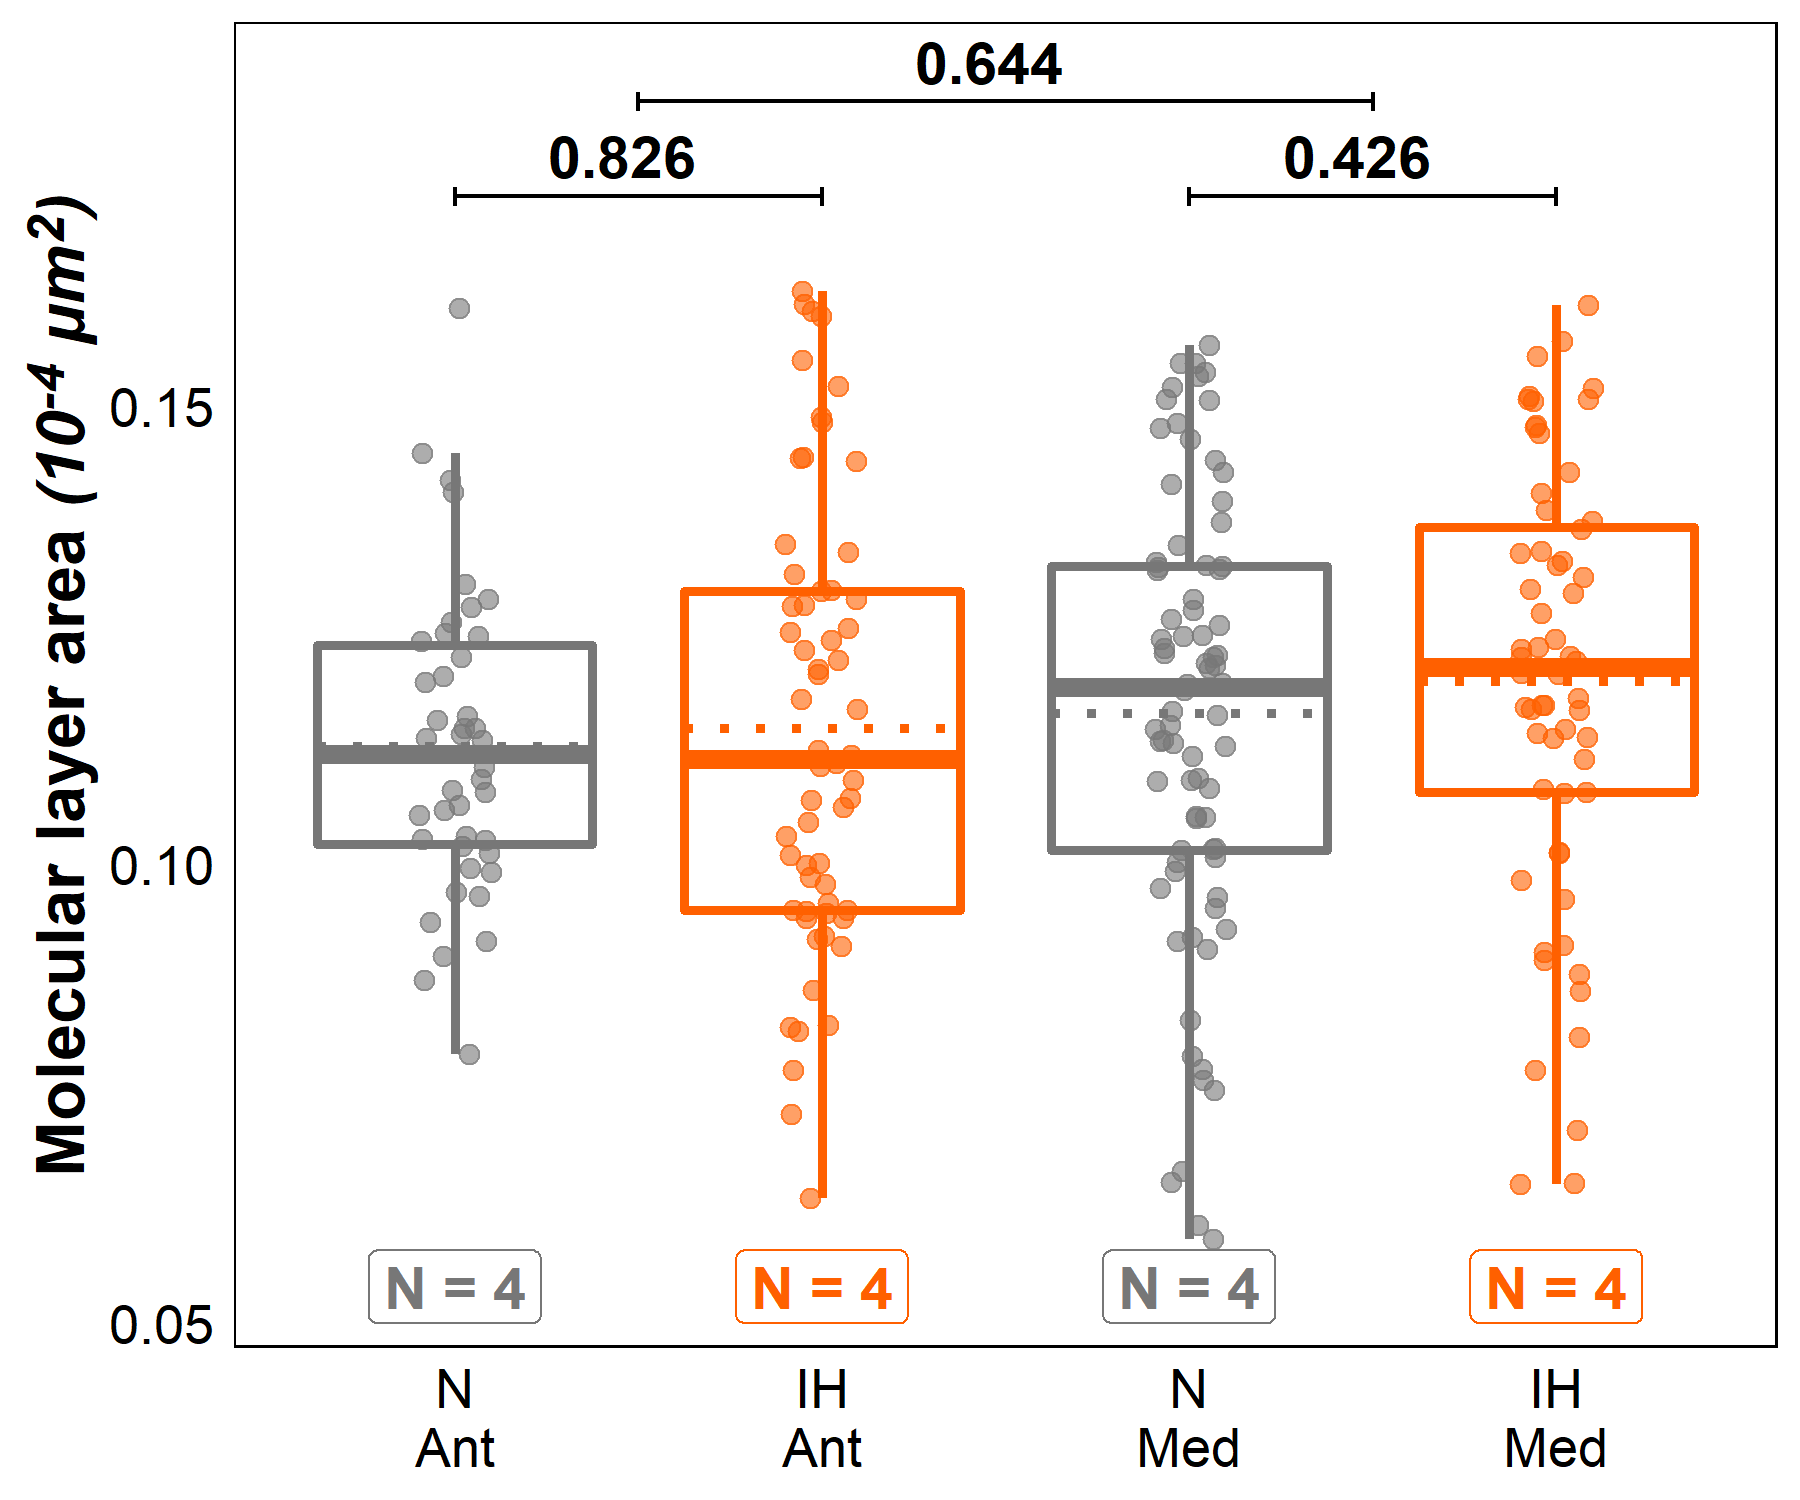 0.644
0.826
0.426
Molecular layer area (10⁻⁴ µm²)
0.15
0.10
0.05
N = 4
N = 4
N = 4
N = 4
N
Ant
IH
Ant
N
Med
IH
Med